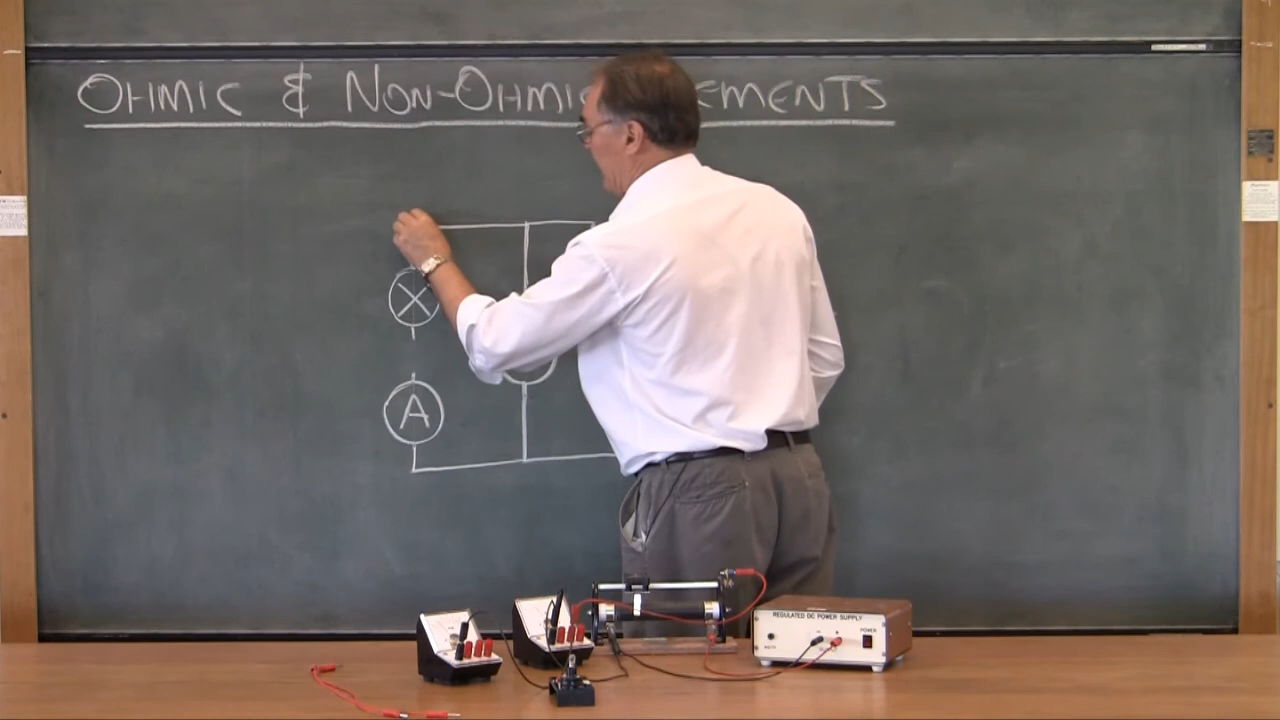 OHMIC & NON-OHMI EMENTS
A
REGULATED DC POWER SUPPLY
POWER